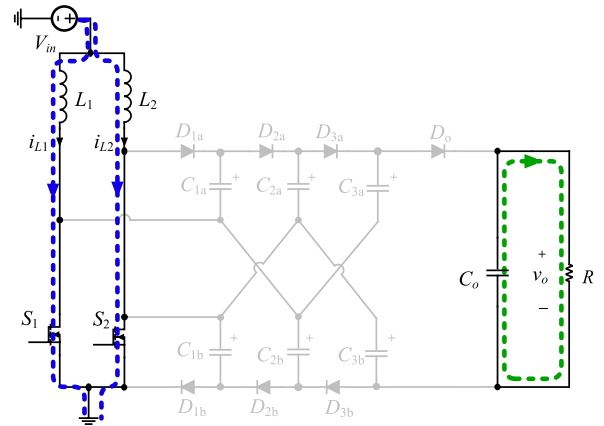 V_in
L_1
L_2
i_L1
i_L2
D_1a
D_2a
D_3a
D_o
C_1a
+
C_2a
+
C_3a
+
C_o
+
v_o
−
R
S_1
S_2
C_1b
+
C_2b
+
C_3b
+
D_1b
D_2b
D_3b